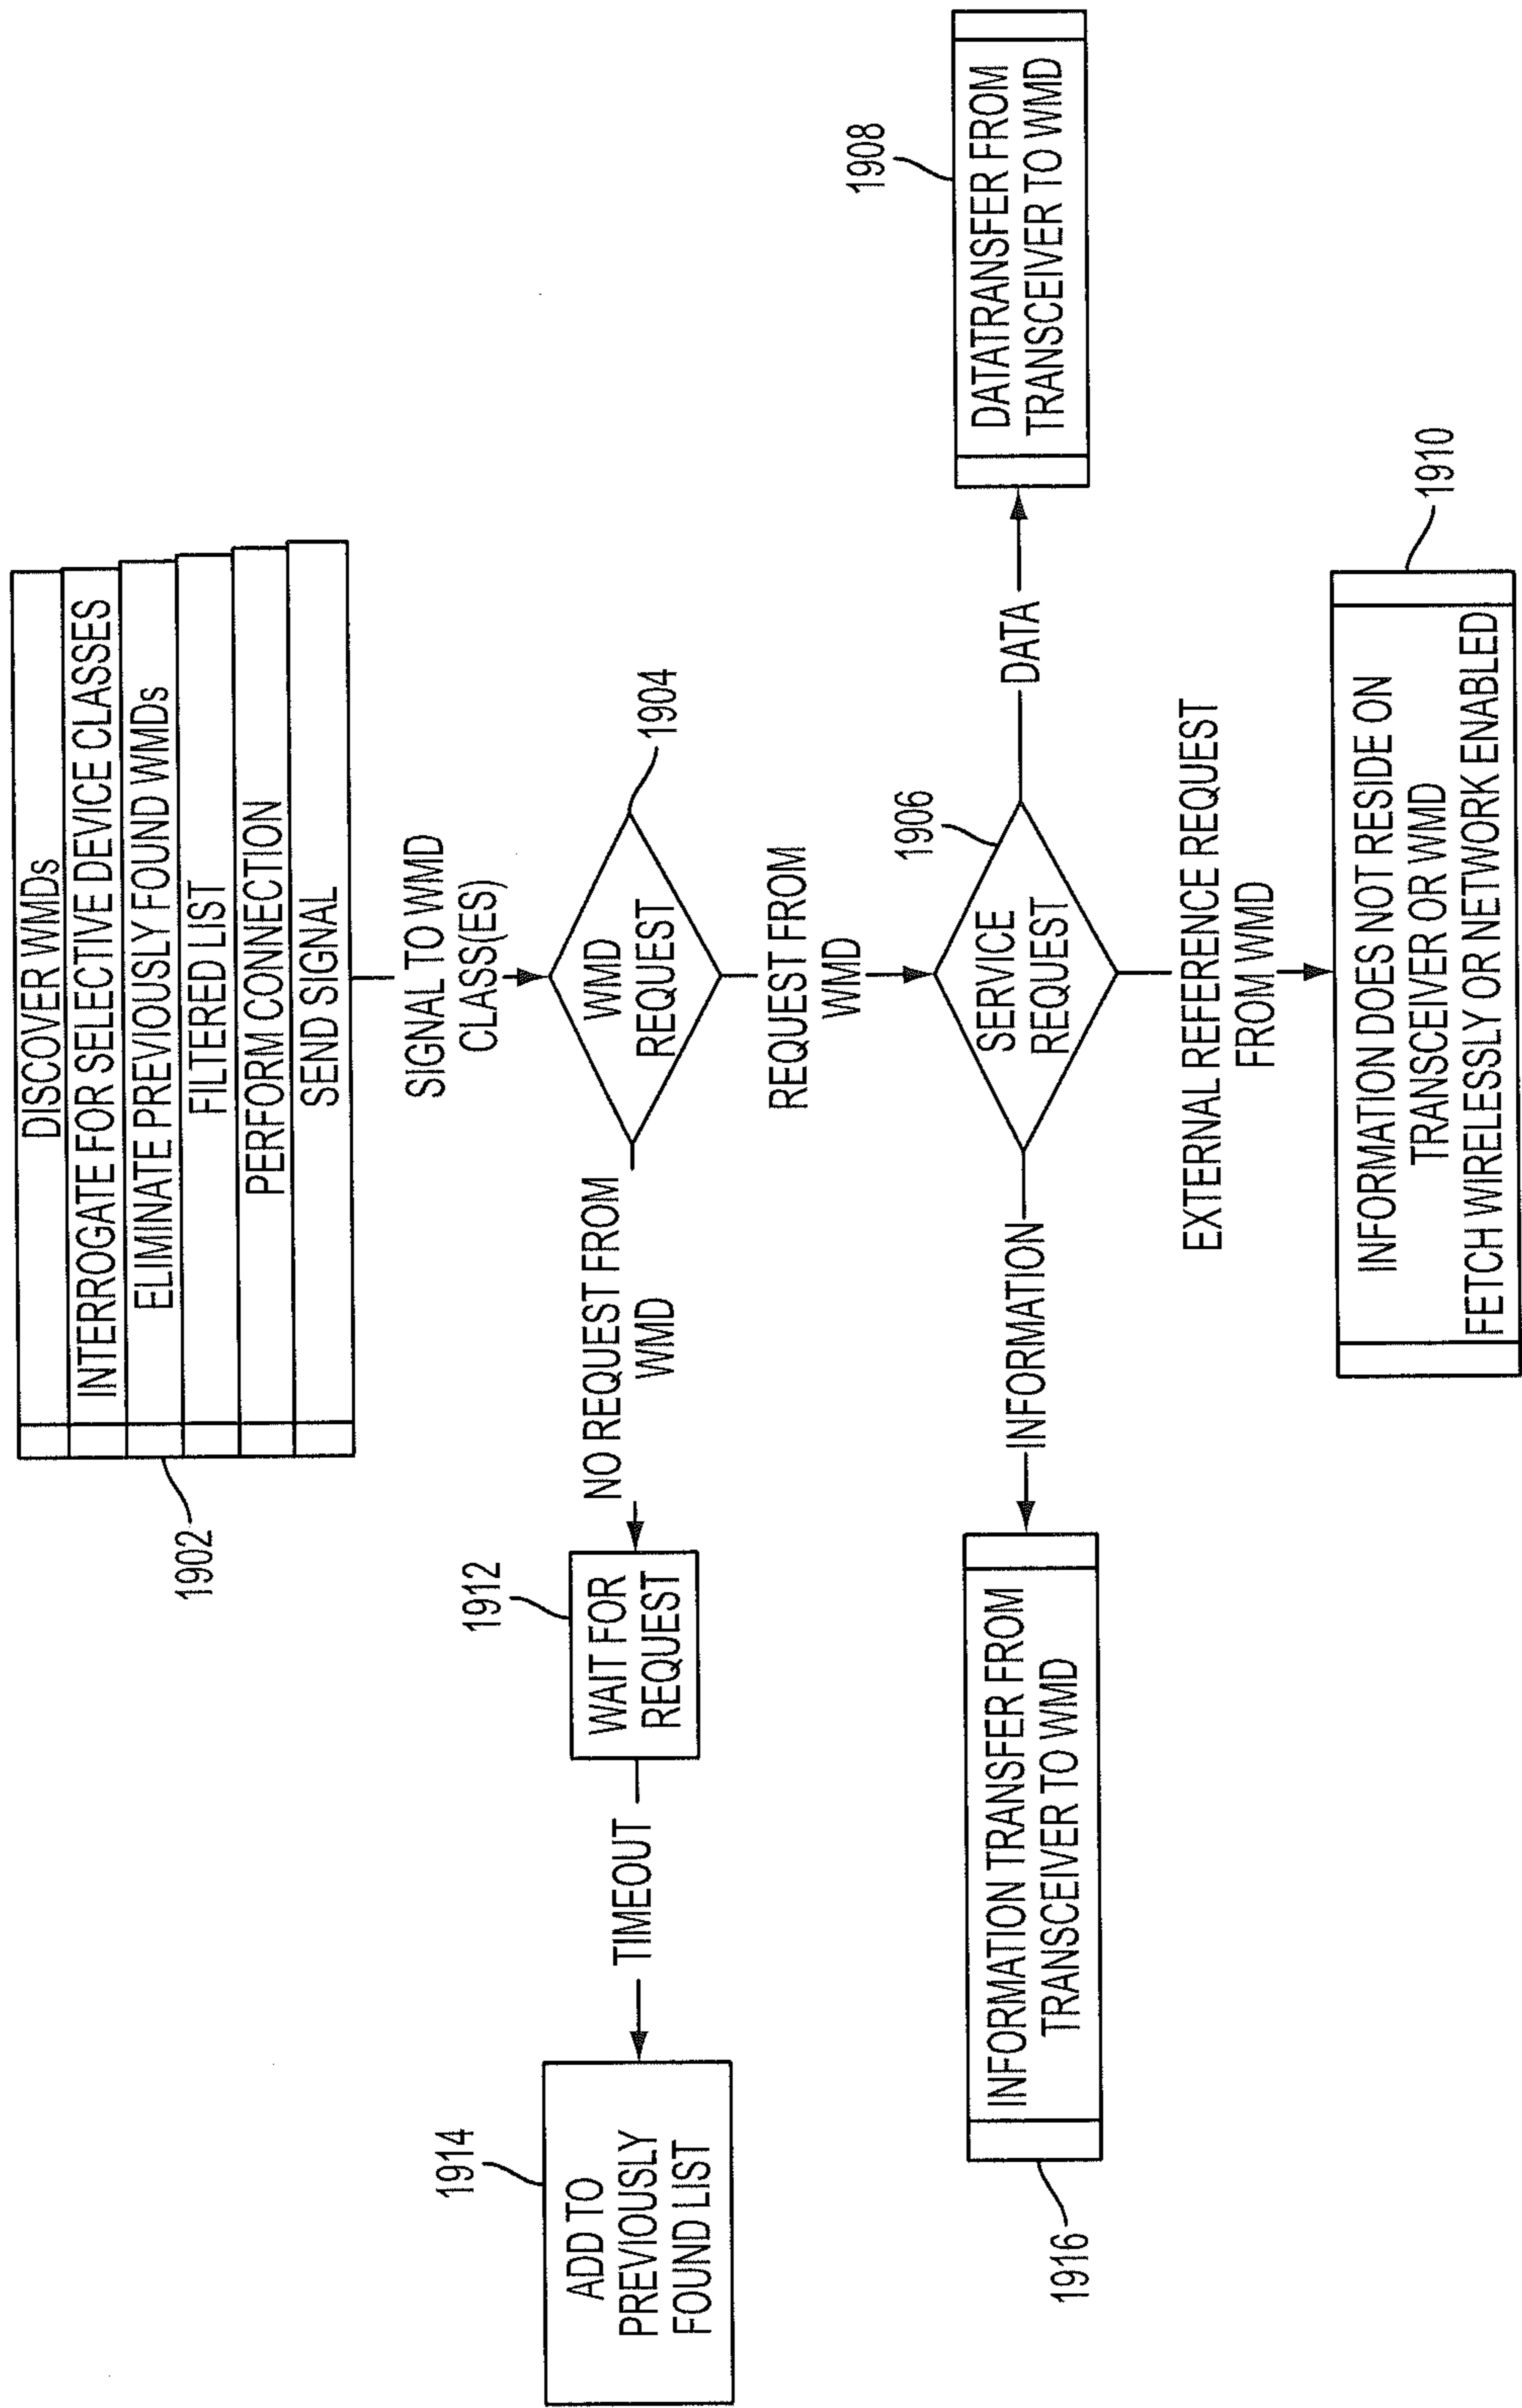 DISCOVER WMDs
INTERROGATE FOR SELECTIVE DEVICE CLASSES
ELIMINATE PREVIOUSLY FOUND WMDs
FILTERED LIST
PERFORM CONNECTION
SEND SIGNAL
1902
SIGNAL TO WMD
CLASS(ES)
1904
WMD
REQUEST
NO REQUEST FROM
WMD
1912
WAIT FOR
REQUEST
TIMEOUT
1914
ADD TO
PREVIOUSLY
FOUND LIST
REQUEST FROM
WMD
1906
SERVICE
REQUEST
DATA
1908
DATATRANSFER FROM
TRANSCEIVER TO WMD
INFORMATION
INFORMATION TRANSFER FROM
TRANSCEIVER TO WMD
1916
EXTERNAL REFERENCE REQUEST
FROM WMD
1910
INFORMATION DOES NOT RESIDE ON
TRANSCEIVER OR WMD
FETCH WIRELESSLY OR NETWORK ENABLED